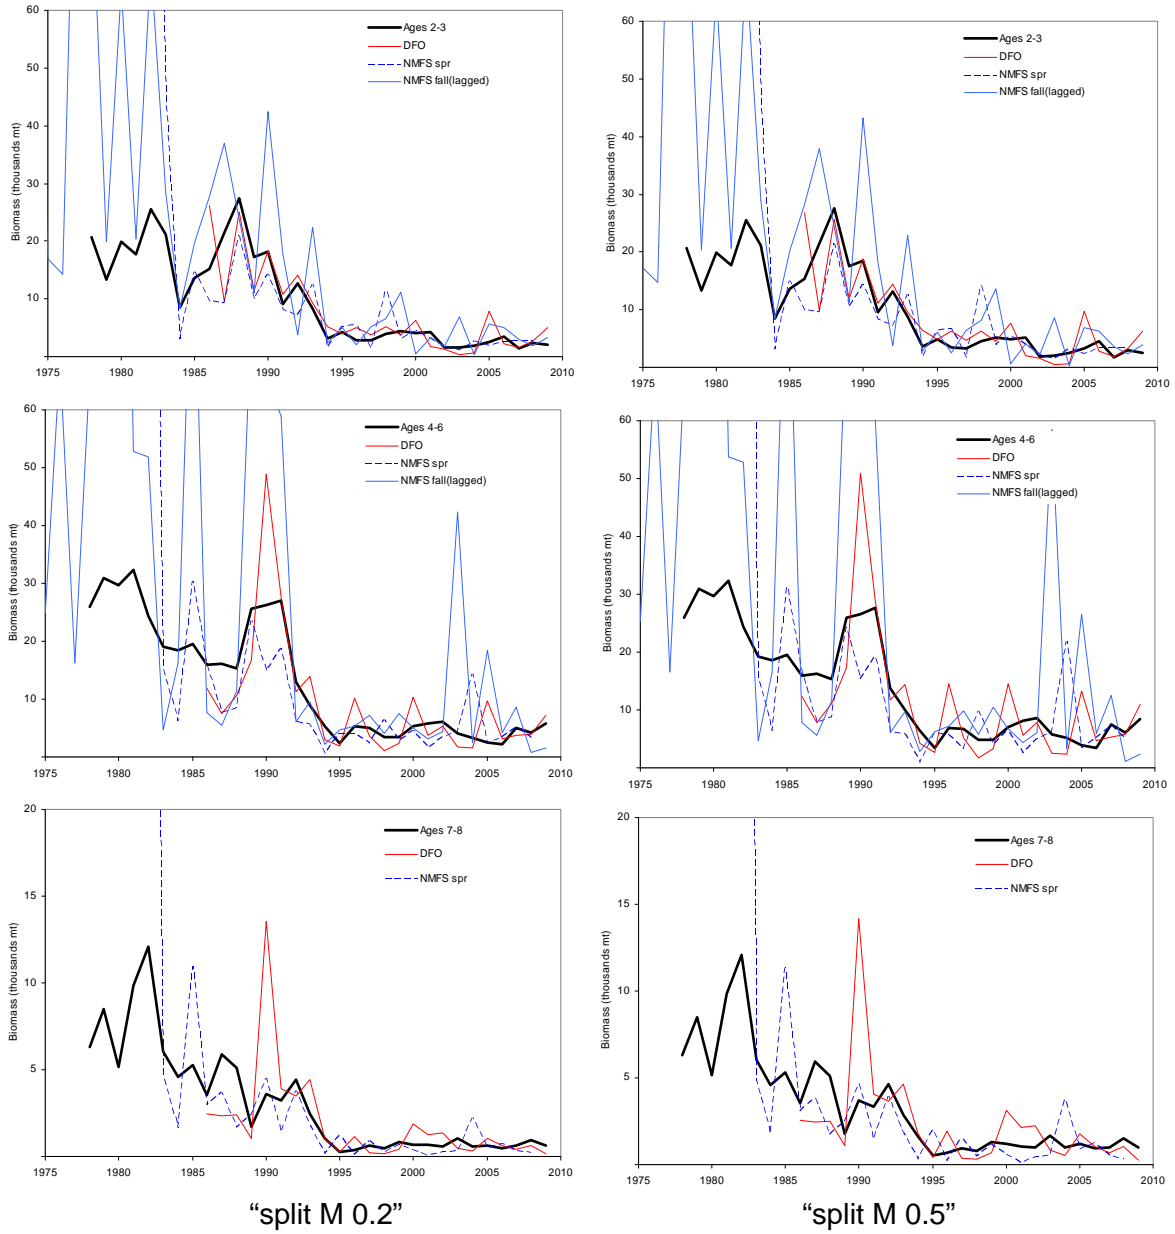 60
50
40
30
20
10
Biomass (thousands mt)
Ages 2-3
DFO
NMFS spr
NMFS fall(lagged)
1975 1980 1985 1990 1995 2000 2005 2010
60
50
40
30
20
10
Biomass (thousands mt)
Ages 2-3
DFO
NMFS spr
NMFS fall(lagged)
1975 1980 1985 1990 1995 2000 2005 2010
60
50
40
30
20
10
Biomass (thousands mt)
Ages 4-6
DFO
NMFS spr
NMFS fall(lagged)
1975 1980 1985 1990 1995 2000 2005 2010
60
50
40
30
20
10
Biomass (thousands mt)
Ages 4-6
DFO
NMFS spr
NMFS fall(lagged)
1975 1980 1985 1990 1995 2000 2005 2010
20
15
10
5
Biomass (thousands mt)
Ages 7-8
DFO
NMFS spr
1975 1980 1985 1990 1995 2000 2005 2010
20
15
10
5
Biomass (thousands mt)
Ages 7-8
DFO
NMFS spr
1975 1980 1985 1990 1995 2000 2005 2010
“split M 0.2”
“split M 0.5”